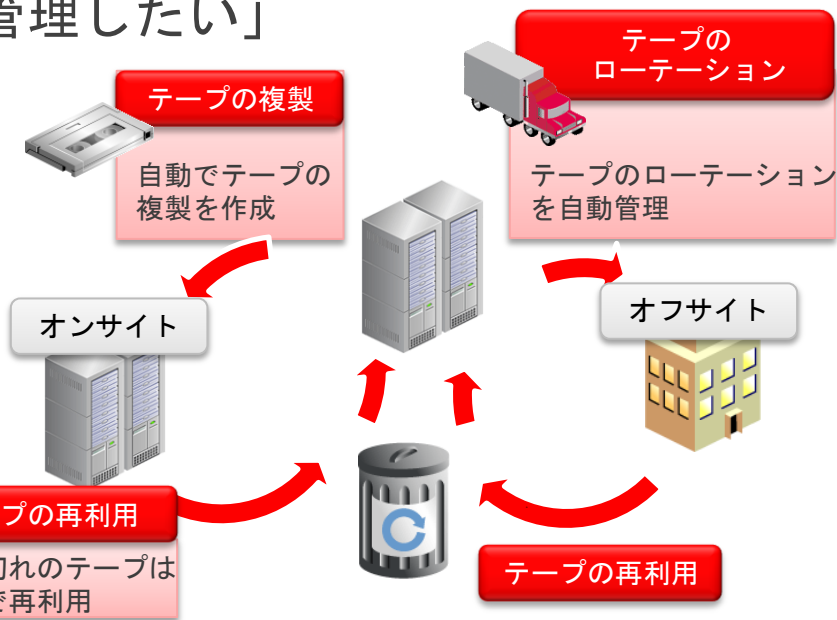 管理したい」
テープの
ローテーション
テープの複製
自動でテープの
複製を作成
テープのローテーション
を自動管理
オンサイト
オフサイト
プの再利用
切れのテープは
で再利用
テープの再利用